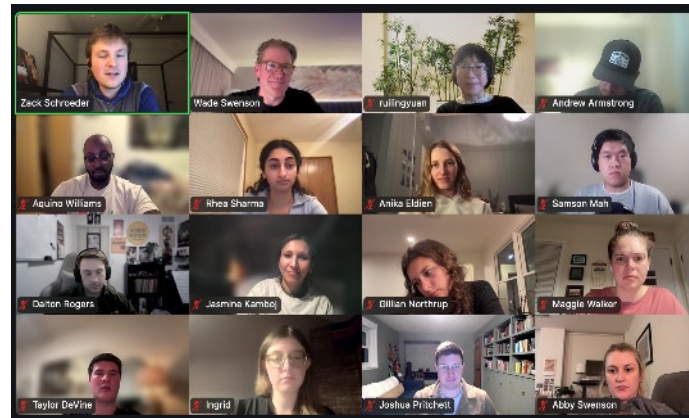 Zack Schroeder
Wade Swenson
ruilingyuan
Andrew Armstrong
Aquino Williams
Rhea Sharma
Anika Eldien
Samson Mah
Dalton Rogers
Jasmine Kamboj
Gillian Northrup
Maggie Walker
Taylor DeVine
Ingrid
Joshua Pritchett
Abby Swenson